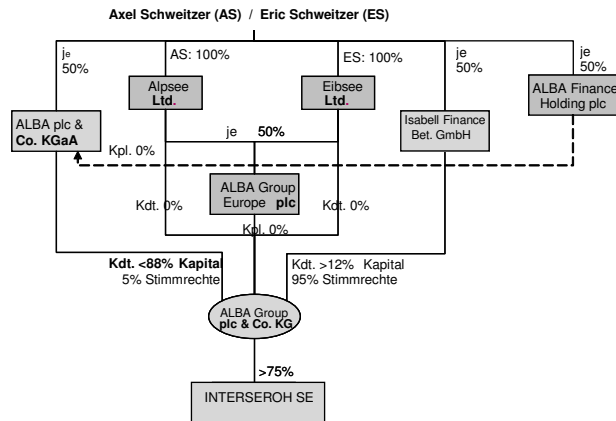 Axel Schweitzer (AS) / Eric Schweitzer (ES)
je
50%
AS: 100%
ES: 100%
je
50%
je
50%
Alpsee
Ltd.
Eibsee
Ltd.
ALBA Finance
Holding plc
ALBA plc &
Co. KGaA
Isabell Finance
Bet. GmbH
je 50%
Kpl. 0%
ALBA Group
Europe plc
Kdt. 0%
Kdt. 0%
Kpl. 0%
Kdt. <88% Kapital
5% Stimmrechte
Kdt. >12% Kapital
95% Stimmrechte
ALBA Group
plc & Co. KG
>75%
INTERSEROH SE